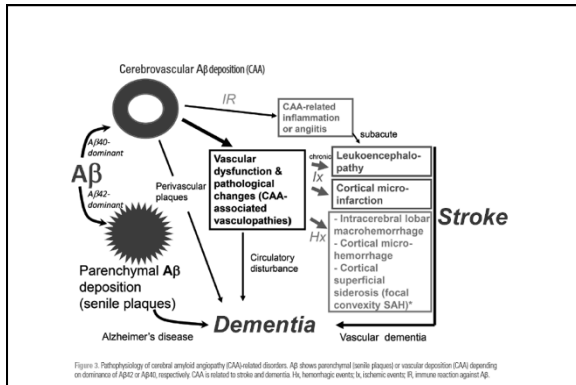 Cerebrovascular Aβ deposition (CAA)
IR
CAA-related
inflammation
or angiitis
subacute
Aβ40-
dominant
Aβ
Aβ42-
dominant
Perivascular
plaques
Vascular
dysfunction &
pathological
changes (CAA-
associated
vasculopathies)
chronic
Ix
Leukoencephalo-
pathy
Cortical micro-
infarction
Hx
- Intracerebral lobar
macrohemorrhage
- Cortical micro-
hemorrhage
- Cortical
superficial
siderosis (focal
convexity SAH)*
Stroke
Parenchymal Aβ
deposition
(senile plaques)
Circulatory
disturbance
Alzheimer's disease
Dementia
Vascular dementia
Figure 3. Pathophysiology of cerebral amyloid angiopathy (CAA)-related disorders. Aβ shows parenchymal (senile plaques) or vascular deposition (CAA) depending
on dominance of Aβ42 or Aβ40, respectively. CAA is related to stroke and dementia. Hx, hemorrhagic events; Ix, ischemic events; IR, immune reaction against Aβ.